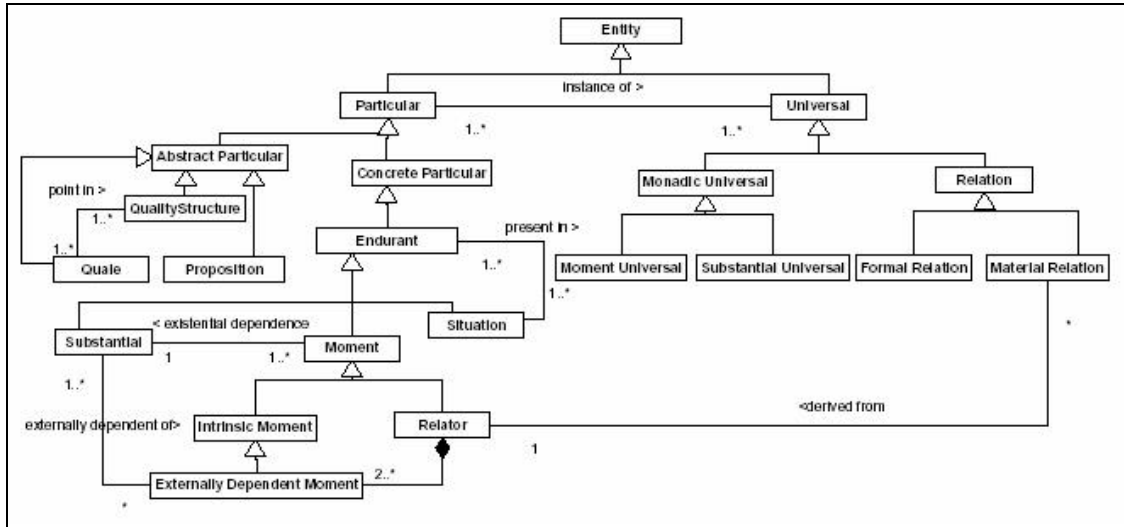 Entity
instance of >
Particular
Universal
1..*
1..*
Abstract Particular
Concrete Particular
Monadic Universal
Relation
point in >
QualityStructure
1..*
present in >
Endurant
1..*
1..*
Quale
Proposition
Moment Universal
Substantial Universal
Formal Relation
Material Relation
1..*
Situation
< existential dependence
*
Substantial
Moment
1
1..*
1..*
<derived from
externally dependent of>
Intrinsic Moment
Relator
1
2..*
Externally Dependent Moment
*